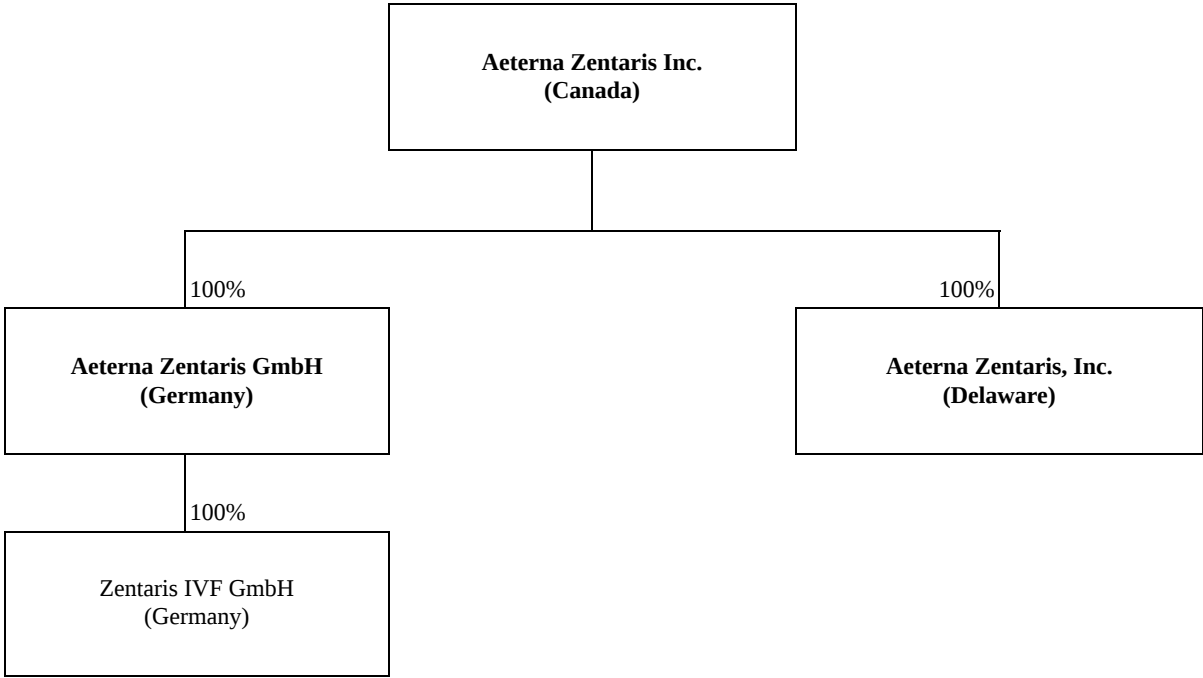 Aeterna Zentaris Inc.
(Canada)
100%
100%
Aeterna Zentaris GmbH
(Germany)
Aeterna Zentaris, Inc.
(Delaware)
100%
Zentaris IVF GmbH
(Germany)